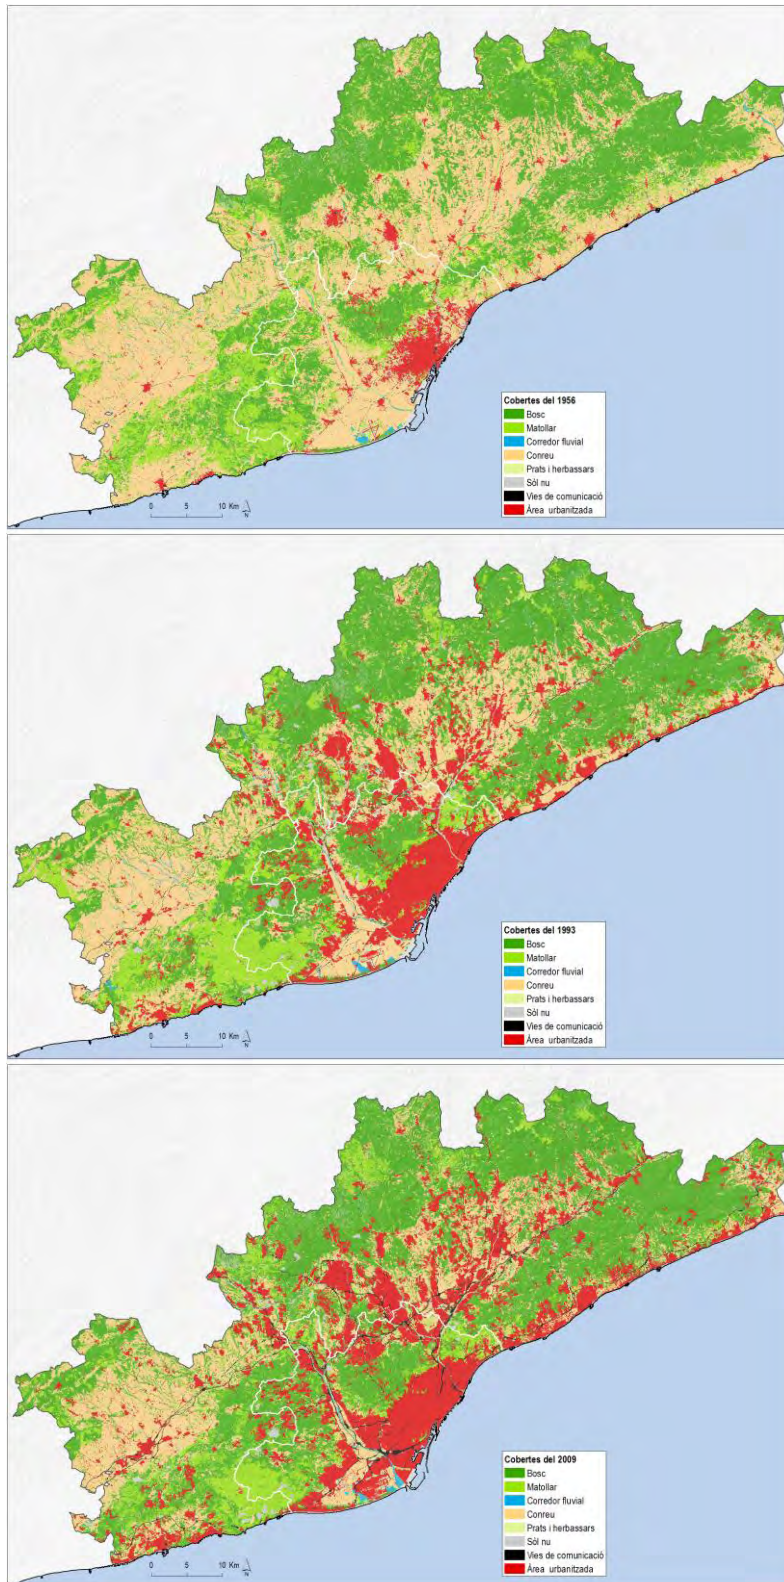 Cobertes del 1956
Bosc
Matollar
Corredor fluvial
Conreu
Prats i herbassars
Sòl nu
Vies de comunicació
Àrea urbanitzada
0 5 10 Km
N
Cobertes del 1993
Bosc
Matollar
Corredor fluvial
Conreu
Prats i herbassars
Sòl nu
Vies de comunicació
Àrea urbanitzada
0 5 10 Km
N
Cobertes del 2009
Bosc
Matollar
Corredor fluvial
Conreu
Prats i herbassars
Sòl nu
Vies de comunicació
Àrea urbanitzada
0 5 10 Km
N